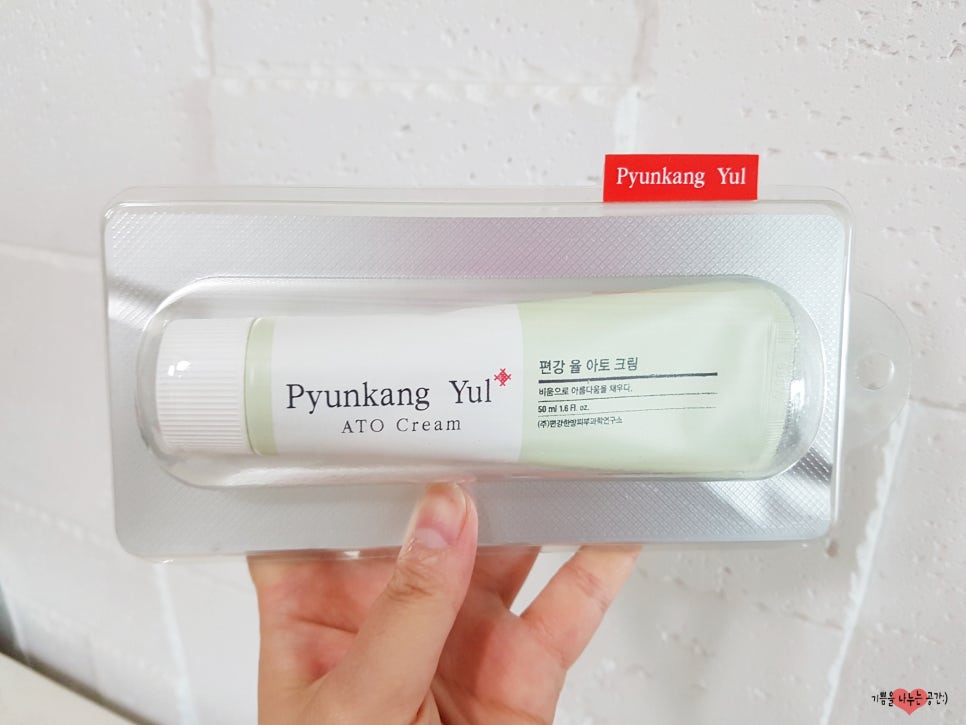 Pyunkang Yul
Pyunkang Yul
ATO Cream
편강 율 아토 크림
비움으로 아름다움을 채우다.
50 ml 1.6 Fl. oz.
(주)편강한방피부과학연구소
기쁨을 나누는 공간:)